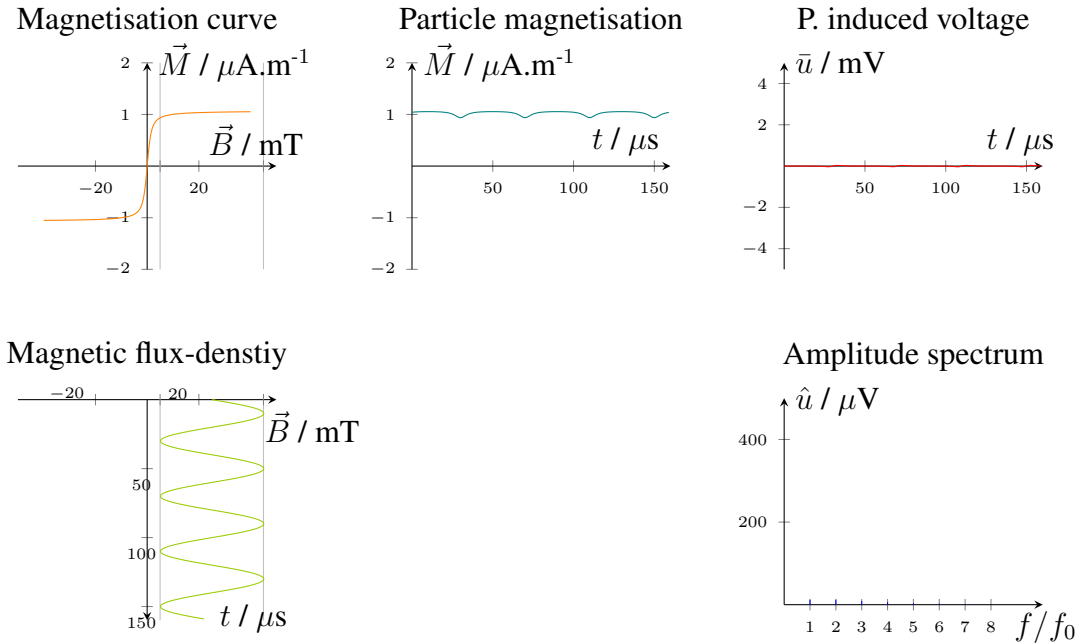 Magnetisation curve
M⃗ / μA.m-1
2
1
−1
−2
−20
20
B⃗ / mT
Particle magnetisation
M⃗ / μA.m-1
2
1
−1
−2
50
100
150
t / μs
P. induced voltage
ū / mV
4
2
−2
−4
50
100
150
t / μs
Magnetic flux-denstiy
−20
20
B⃗ / mT
50
100
150
t / μs
Amplitude spectrum
û / μV
400
200
1 2 3 4 5 6 7 8
f/f0